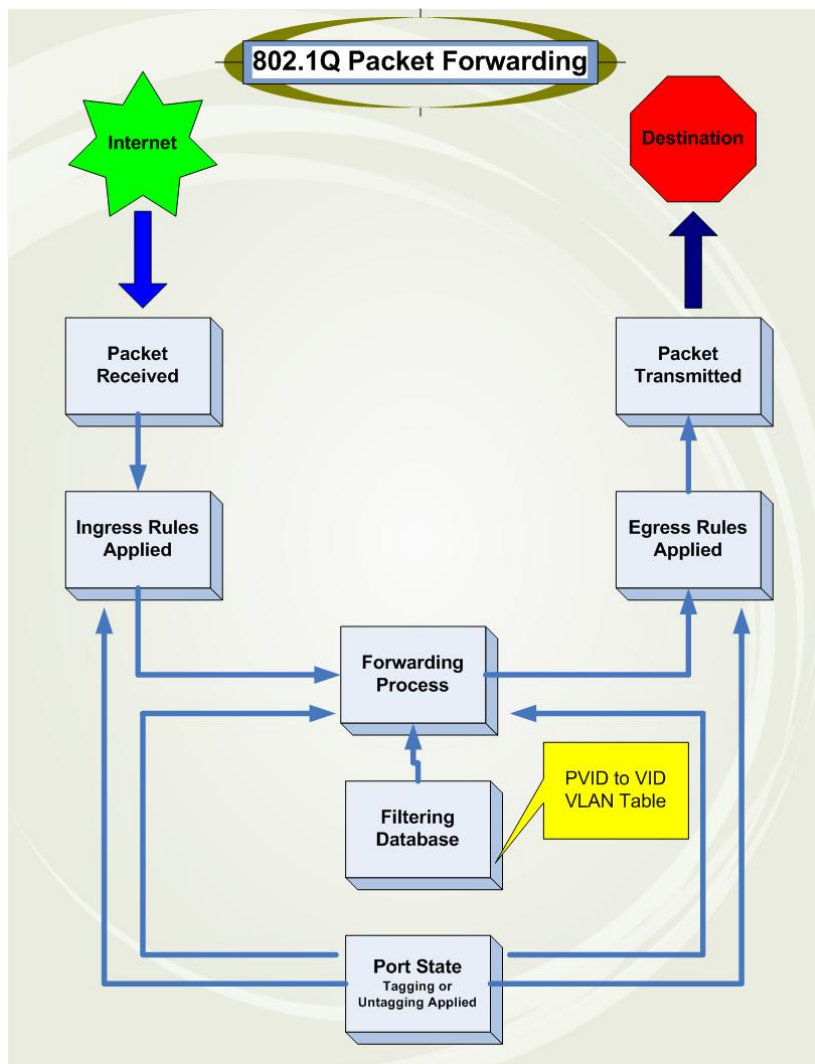 802.1Q Packet Forwarding
Internet
Destination
Packet
Received
Packet
Transmitted
Ingress Rules
Applied
Egress Rules
Applied
Forwarding
Process
PVID to VID
VLAN Table
Filtering
Database
Port State
Tagging or
Untagging Applied